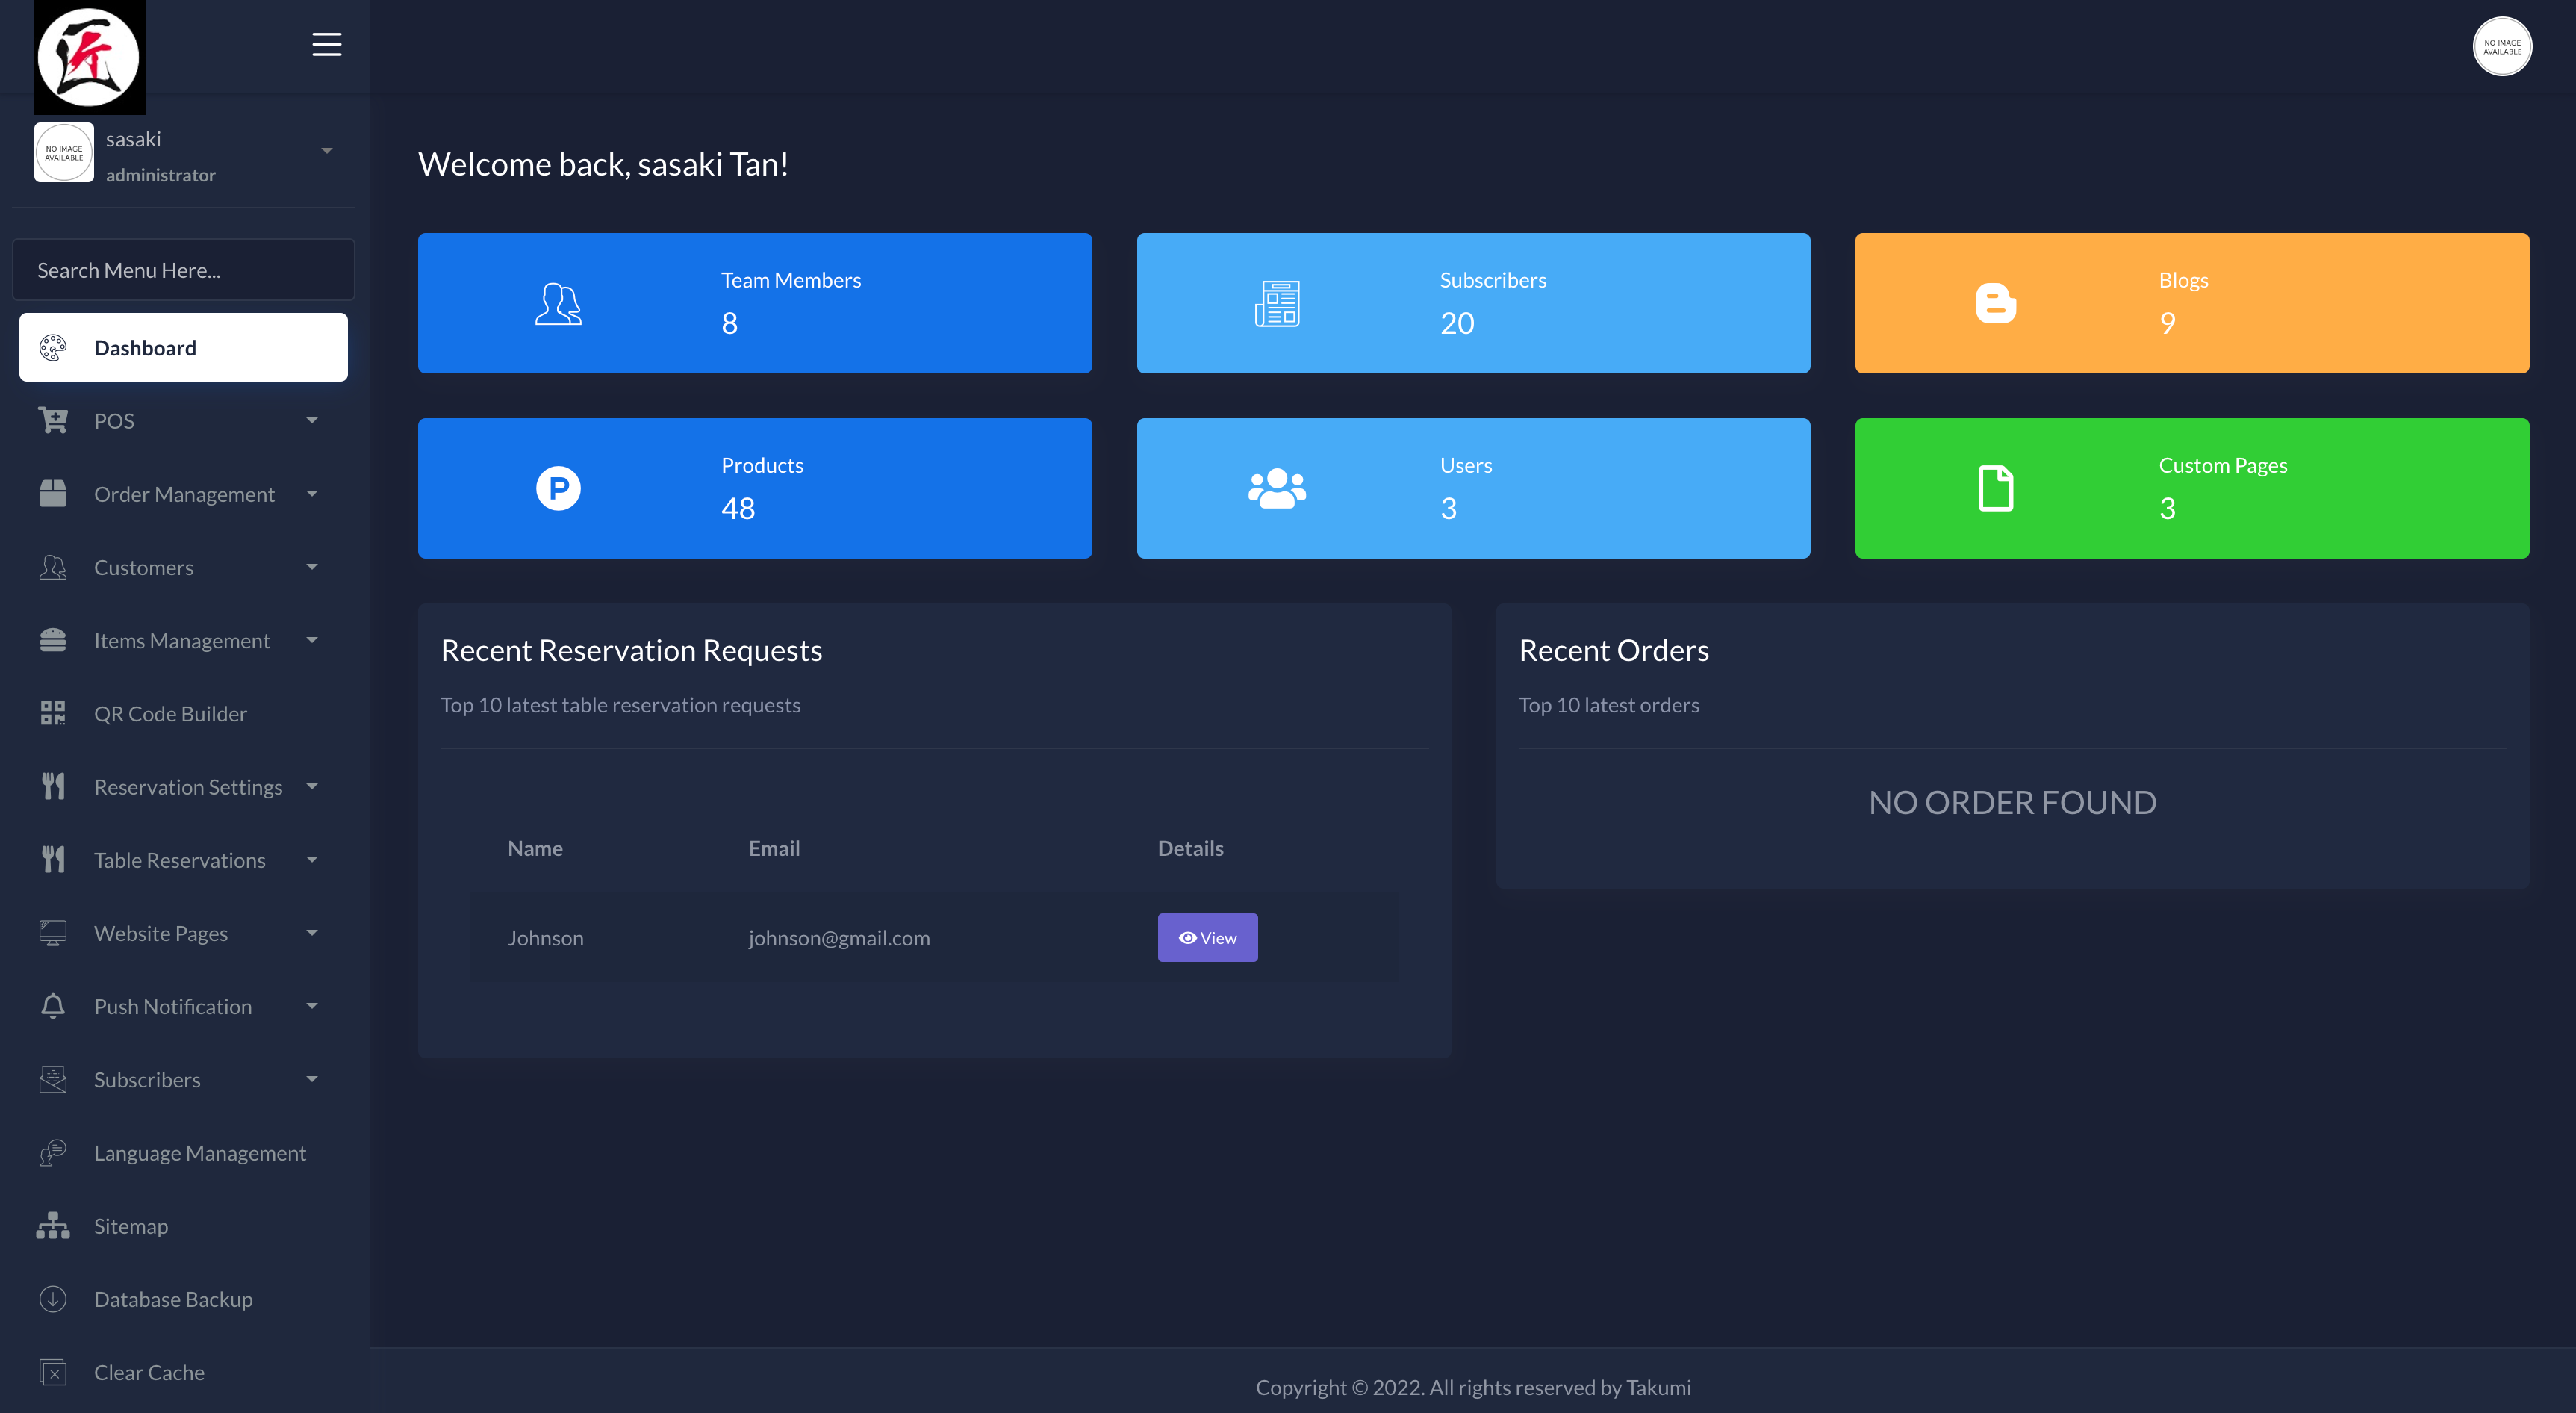 匠
NO IMAGE
AVAILABLE
NO IMAGE
AVAILABLE
sasaki
administrator
Search Menu Here...
Dashboard
POS
Order Management
Customers
Items Management
QR Code Builder
Reservation Settings
Table Reservations
Website Pages
Push Notification
Subscribers
Language Management
Sitemap
Database Backup
Clear Cache
Welcome back, sasaki Tan!
Team Members
8
Subscribers
20
Blogs
9
P
Products
48
Users
3
Custom Pages
3
Recent Reservation Requests
Top 10 latest table reservation requests
Name Email Details
Johnson johnson@gmail.com View
Recent Orders
Top 10 latest orders
NO ORDER FOUND
Copyright © 2022. All rights reserved by Takumi